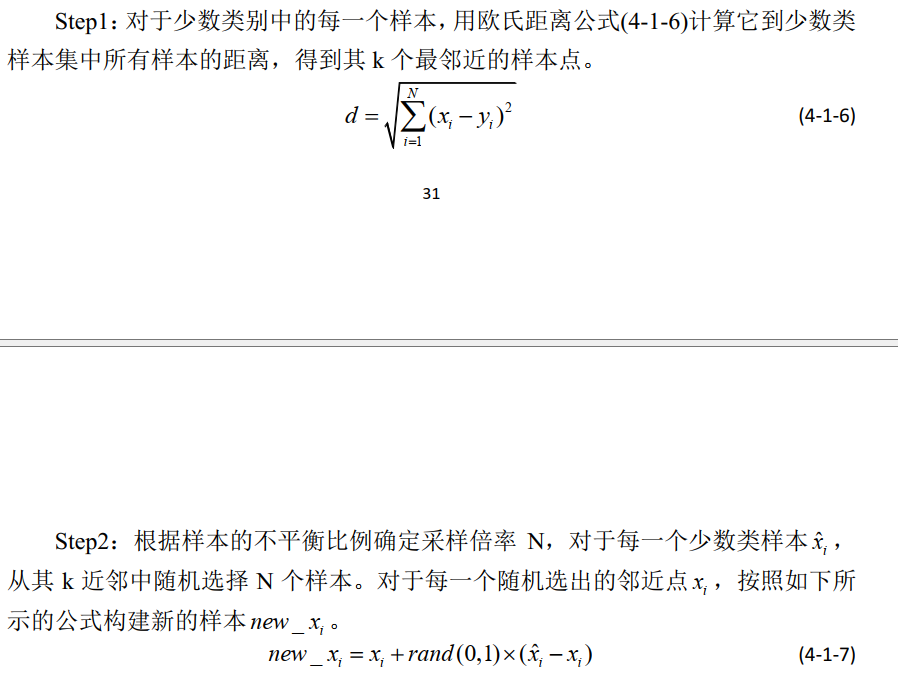 Step1：对于少数类别中的每一个样本，用欧氏距离公式(4-1-6)计算它到少数类
样本集中所有样本的距离，得到其 k 个最邻近的样本点。
$d = \sqrt{\sum_{i=1}^{N}(x_i - y_i)^2}$ (4-1-6)
31
Step2：根据样本的不平衡比例确定采样倍率 N，对于每一个少数类样本 $\hat{x}_i$，
从其 k 近邻中随机选择 N 个样本。对于每一个随机选出的邻近点 $x_i$，按照如下所
示的公式构建新的样本 $new\_x_i$。
$new\_x_i = x_i + rand(0,1) \times (\hat{x}_i - x_i)$ (4-1-7)